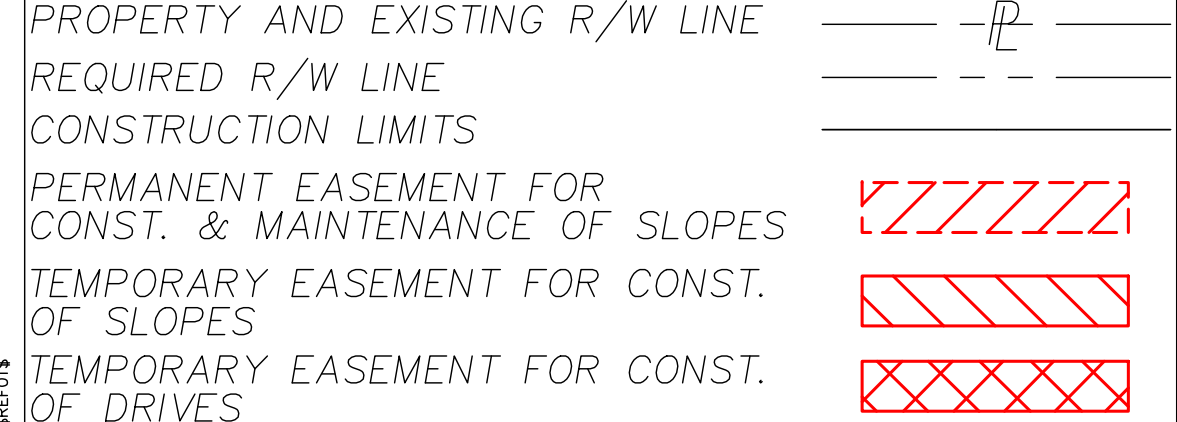 PROPERTY AND EXISTING R/W LINE
PL
REQUIRED R/W LINE
CONSTRUCTION LIMITS
PERMANENT EASEMENT FOR
CONST. & MAINTENANCE OF SLOPES
TEMPORARY EASEMENT FOR CONST.
OF SLOPES
TEMPORARY EASEMENT FOR CONST.
OF DRIVES